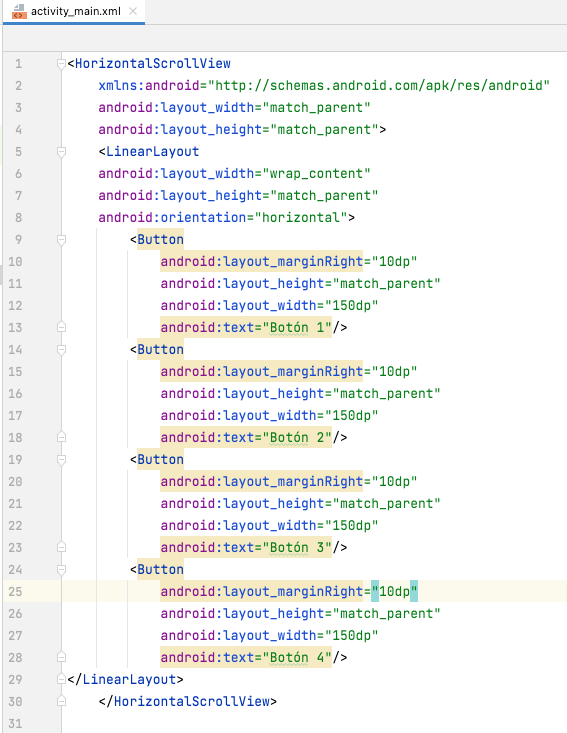 activity_main.xml
1 <HorizontalScrollView
2 xmlns:android="http://schemas.android.com/apk/res/android"
3 android:layout_width="match_parent"
4 android:layout_height="match_parent">
5 <LinearLayout
6 android:layout_width="wrap_content"
7 android:layout_height="match_parent"
8 android:orientation="horizontal">
9 <Button
10 android:layout_marginRight="10dp"
11 android:layout_height="match_parent"
12 android:layout_width="150dp"
13 android:text="Botón 1"/>
14 <Button
15 android:layout_marginRight="10dp"
16 android:layout_height="match_parent"
17 android:layout_width="150dp"
18 android:text="Botón 2"/>
19 <Button
20 android:layout_marginRight="10dp"
21 android:layout_height="match_parent"
22 android:layout_width="150dp"
23 android:text="Botón 3"/>
24 <Button
25 android:layout_marginRight="10dp"
26 android:layout_height="match_parent"
27 android:layout_width="150dp"
28 android:text="Botón 4"/>
29 </LinearLayout>
30 </HorizontalScrollView>
31